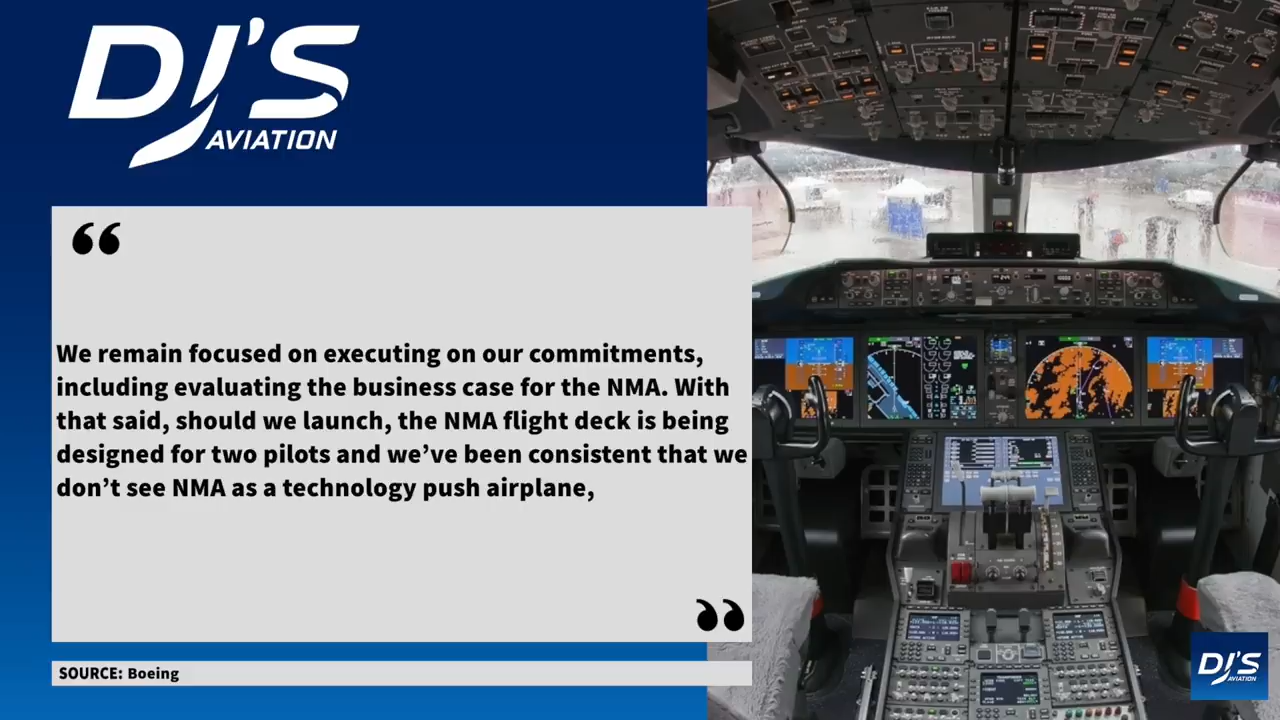 DJ'S
AVIATION
“
We remain focused on executing on our commitments,
including evaluating the business case for the NMA. With
that said, should we launch, the NMA flight deck is being
designed for two pilots and we’ve been consistent that we
don’t see NMA as a technology push airplane,
”
SOURCE: Boeing
DJ'S
AVIATION